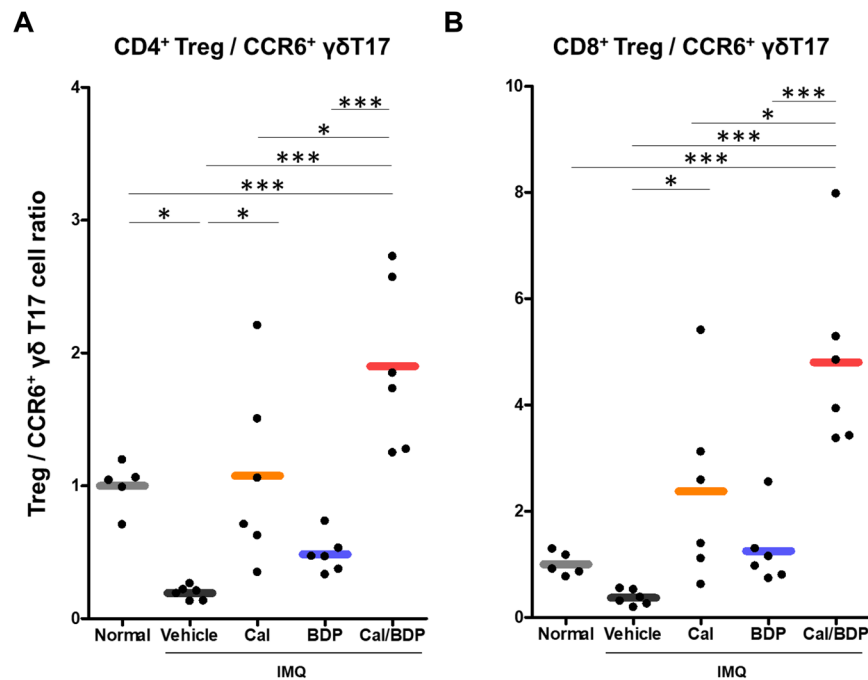 A
CD4⁺ Treg / CCR6⁺ γδT17
Treg / CCR6⁺ γδ T17 cell ratio
4
3
2
1
0
***
*
***
***
* *
Normal Vehicle Cal BDP Cal/BDP
IMQ
B
CD8⁺ Treg / CCR6⁺ γδT17
10
8
6
4
2
0
***
*
***
***
*
Normal Vehicle Cal BDP Cal/BDP
IMQ